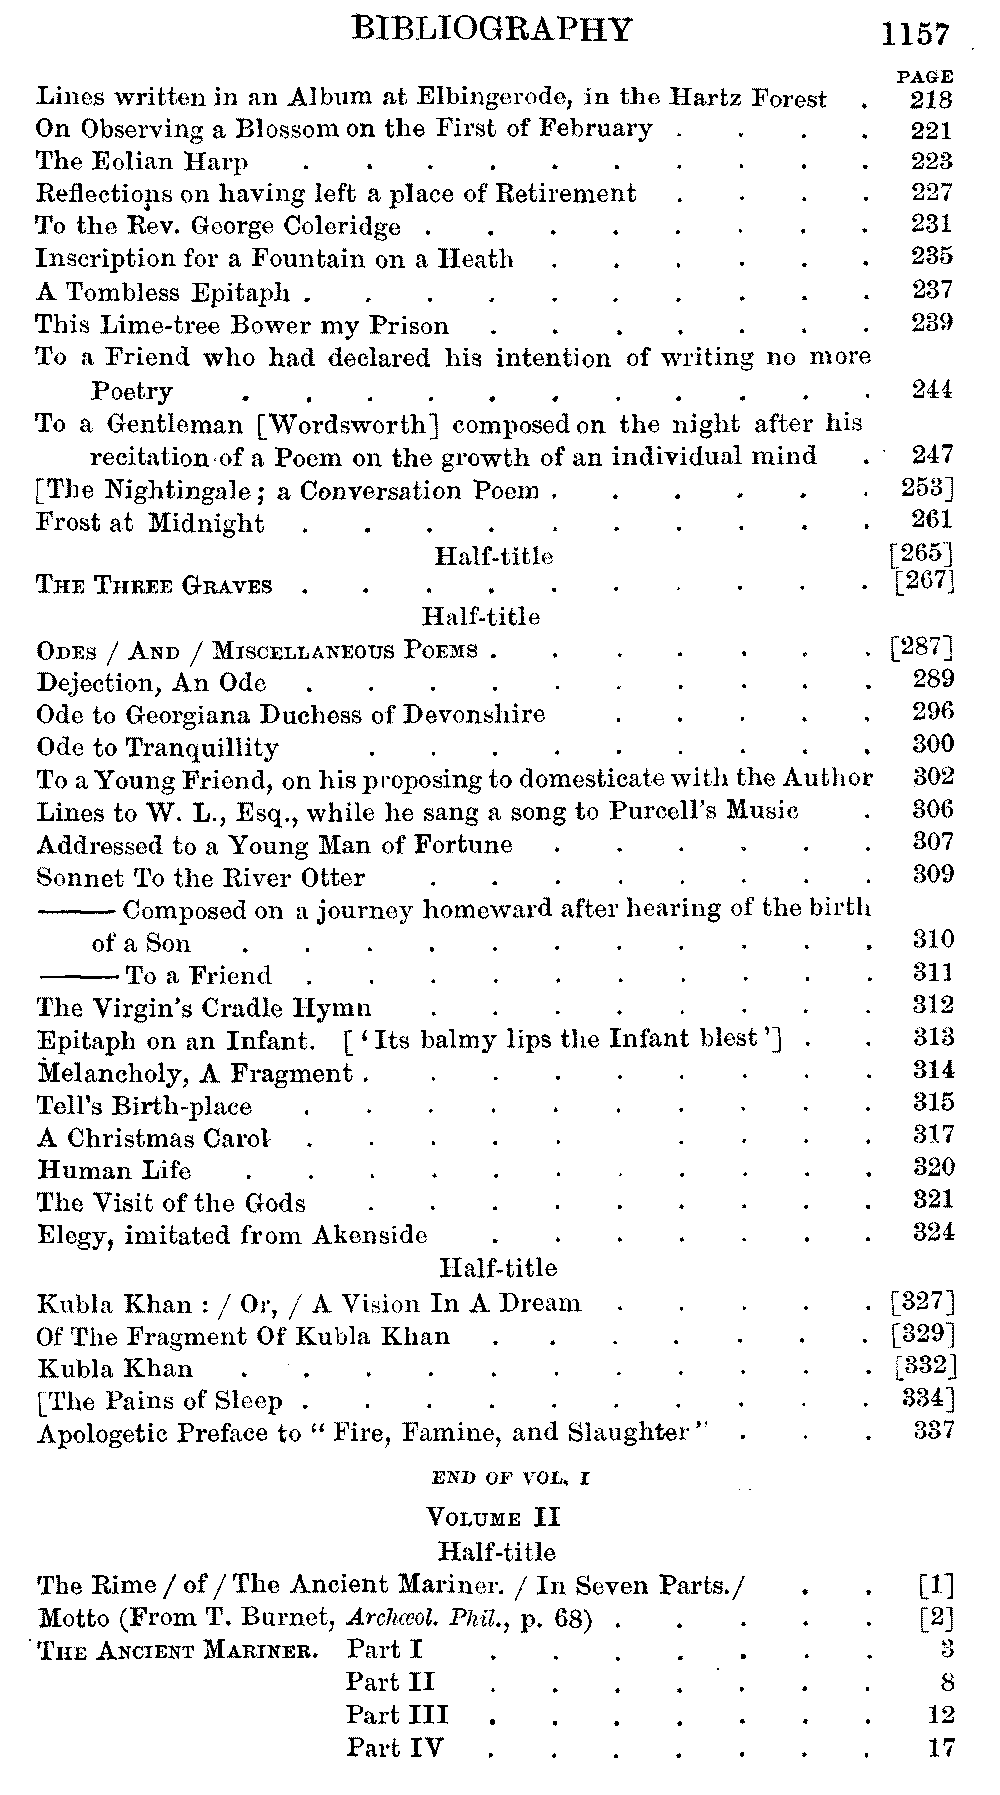 BIBLIOGRAPHY 1157
PAGE
Lines written in an Album at Elbingerode, in the Hartz Forest . 218
On Observing a Blossom on the First of February . . . . 221
The Eolian Harp . . . . . . . . . . 223
Reflections on having left a place of Retirement . . . . 227
To the Rev. George Coleridge . . . . . . . . 231
Inscription for a Fountain on a Heath . . . . . . 235
A Tombless Epitaph . . . . . . . . . . 237
This Lime-tree Bower my Prison . . . . . . . 239
To a Friend who had declared his intention of writing no more
Poetry . . . . . . . . . . . 244
To a Gentleman [Wordsworth] composed on the night after his
recitation of a Poem on the growth of an individual mind . 247
[The Nightingale; a Conversation Poem . . . . . . 253]
Frost at Midnight . . . . . . . . . . 261
Half-title [265]
THE THREE GRAVES . . . . . . . . . . [267]
Half-title
ODES / AND / MISCELLANEOUS POEMS . . . . . . . [287]
Dejection, An Ode . . . . . . . . . . 289
Ode to Georgiana Duchess of Devonshire . . . . . 296
Ode to Tranquillity . . . . . . . . . 300
To a Young Friend, on his proposing to domesticate with the Author 302
Lines to W. L., Esq., while he sang a song to Purcell's Music . 306
Addressed to a Young Man of Fortune . . . . . . 307
Sonnet To the River Otter . . . . . . . . 309
—— Composed on a journey homeward after hearing of the birth
of a Son . . . . . . . . . . . 310
—— To a Friend . . . . . . . . . . 311
The Virgin's Cradle Hymn . . . . . . . . 312
Epitaph on an Infant. [‘Its balmy lips the Infant blest’] . . 313
Melancholy, A Fragment . . . . . . . . . 314
Tell's Birth-place . . . . . . . . . . 315
A Christmas Carol . . . . . . . . . 317
Human Life . . . . . . . . . . . 320
The Visit of the Gods . . . . . . . . . 321
Elegy, imitated from Akenside . . . . . . . 324
Half-title
Kubla Khan : / Or, / A Vision In A Dream . . . . . [327]
Of The Fragment Of Kubla Khan . . . . . . . [329]
Kubla Khan . . . . . . . . . . . [332]
[The Pains of Sleep . . . . . . . . . . 334]
Apologetic Preface to “Fire, Famine, and Slaughter” . . . 337
END OF VOL. I
VOLUME II
Half-title
The Rime / of / The Ancient Mariner. / In Seven Parts./ . . [1]
Motto (From T. Burnet, Archæol. Phil., p. 68) . . . . . [2]
THE ANCIENT MARINER. Part I . . . . . . . 3
Part II . . . . . . . 8
Part III . . . . . . . 12
Part IV . . . . . . . 17